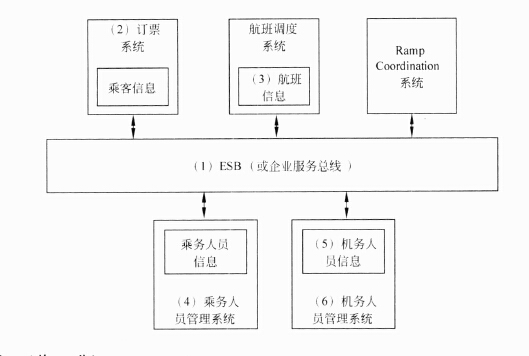 (2)订票
系统
乘客信息
航班调度
系统
(3)航班
信息
Ramp
Coordination
系统
(1)ESB(或企业服务总线)
乘务人员
信息
(4)乘务人
员管理系统
(5)机务人
员信息
(6)机务人
员管理系统